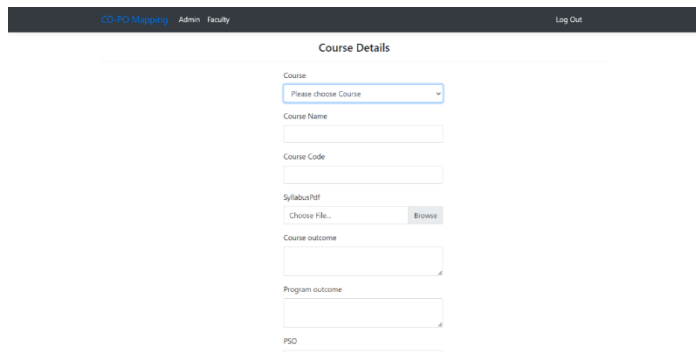 CO-PO Mapping Admin Faculty Log Out
Course Details
Course
Please choose Course
Course Name
Course Code
SyllabusPdf
Choose File... Browse
Course outcome
Program outcome
PSO